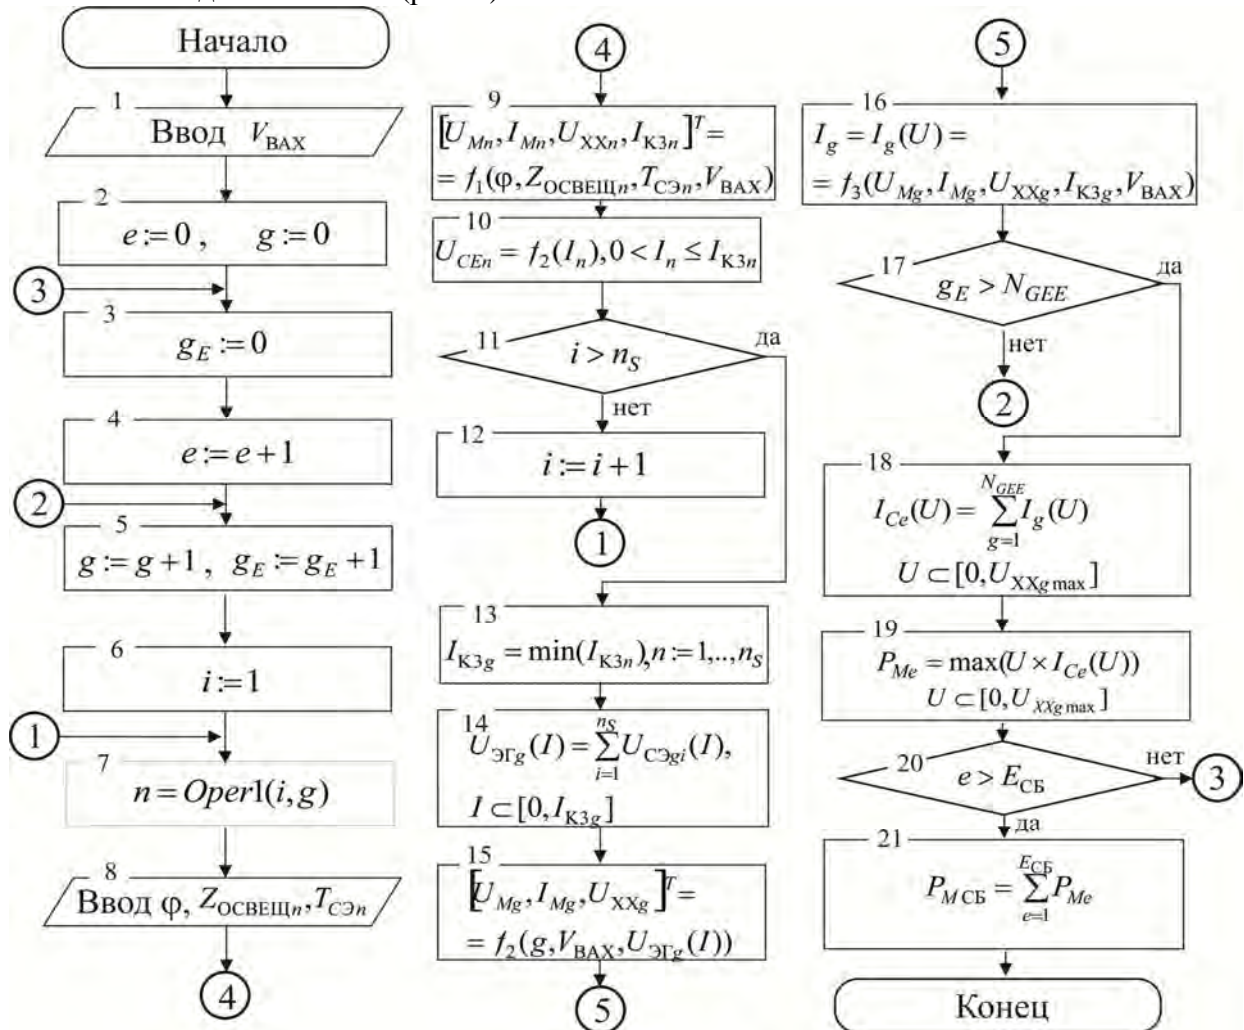 Начало
1
Ввод V_ВАХ
2
e:=0, g:=0
3
3
g_E:=0
4
e:=e+1
2
5
g:=g+1, g_E:=g_E+1
6
i:=1
1
7
n=Oper1(i,g)
8
Ввод φ, Z_ОСВЕЩn, T_СЭn
4
4
9
[U_Mn, I_Mn, U_XXn, I_КЗn]^T =
= f_1(φ, Z_ОСВЕЩn, T_СЭn, V_ВАХ)
10
U_CEn = f_2(I_n), 0 < I_n ≤ I_КЗn
11
i > n_S
да
нет
12
i:=i+1
1
13
I_КЗg = min(I_КЗn), n:=1,..,n_S
14
n_S
U_ЭГg(I) = ∑ U_СЭgi(I),
i=1
I ⊂ [0, I_КЗg]
15
[U_Mg, I_Mg, U_XXg]^T =
= f_2(g, V_ВАХ, U_ЭГg(I))
5
5
16
I_g = I_g(U) =
= f_3(U_Mg, I_Mg, U_XXg, I_КЗg, V_ВАХ)
17
g_E > N_GEE
да
нет
2
18
N_GEE
I_Ce(U) = ∑ I_g(U)
g=1
U ⊂ [0, U_XXg max]
19
P_Me = max(U × I_Ce(U))
U ⊂ [0, U_XXg max]
20
e > E_СБ
нет
3
да
21
E_СБ
P_M СБ = ∑ P_Me
e=1
Конец